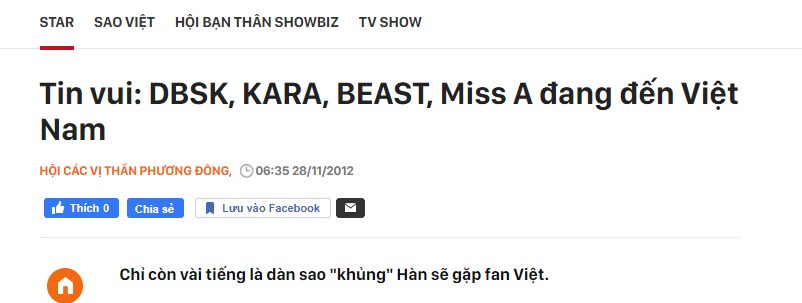 STAR SAO VIỆT HỘI BẠN THÂN SHOWBIZ TV SHOW
Tin vui: DBSK, KARA, BEAST, Miss A đang đến Việt
Nam
HỘI CÁC VỊ THẦN PHƯƠNG ĐÔNG, 06:35 28/11/2012
Thích 0 Chia sẻ Lưu vào Facebook
Chỉ còn vài tiếng là dàn sao "khủng" Hàn sẽ gặp fan Việt.